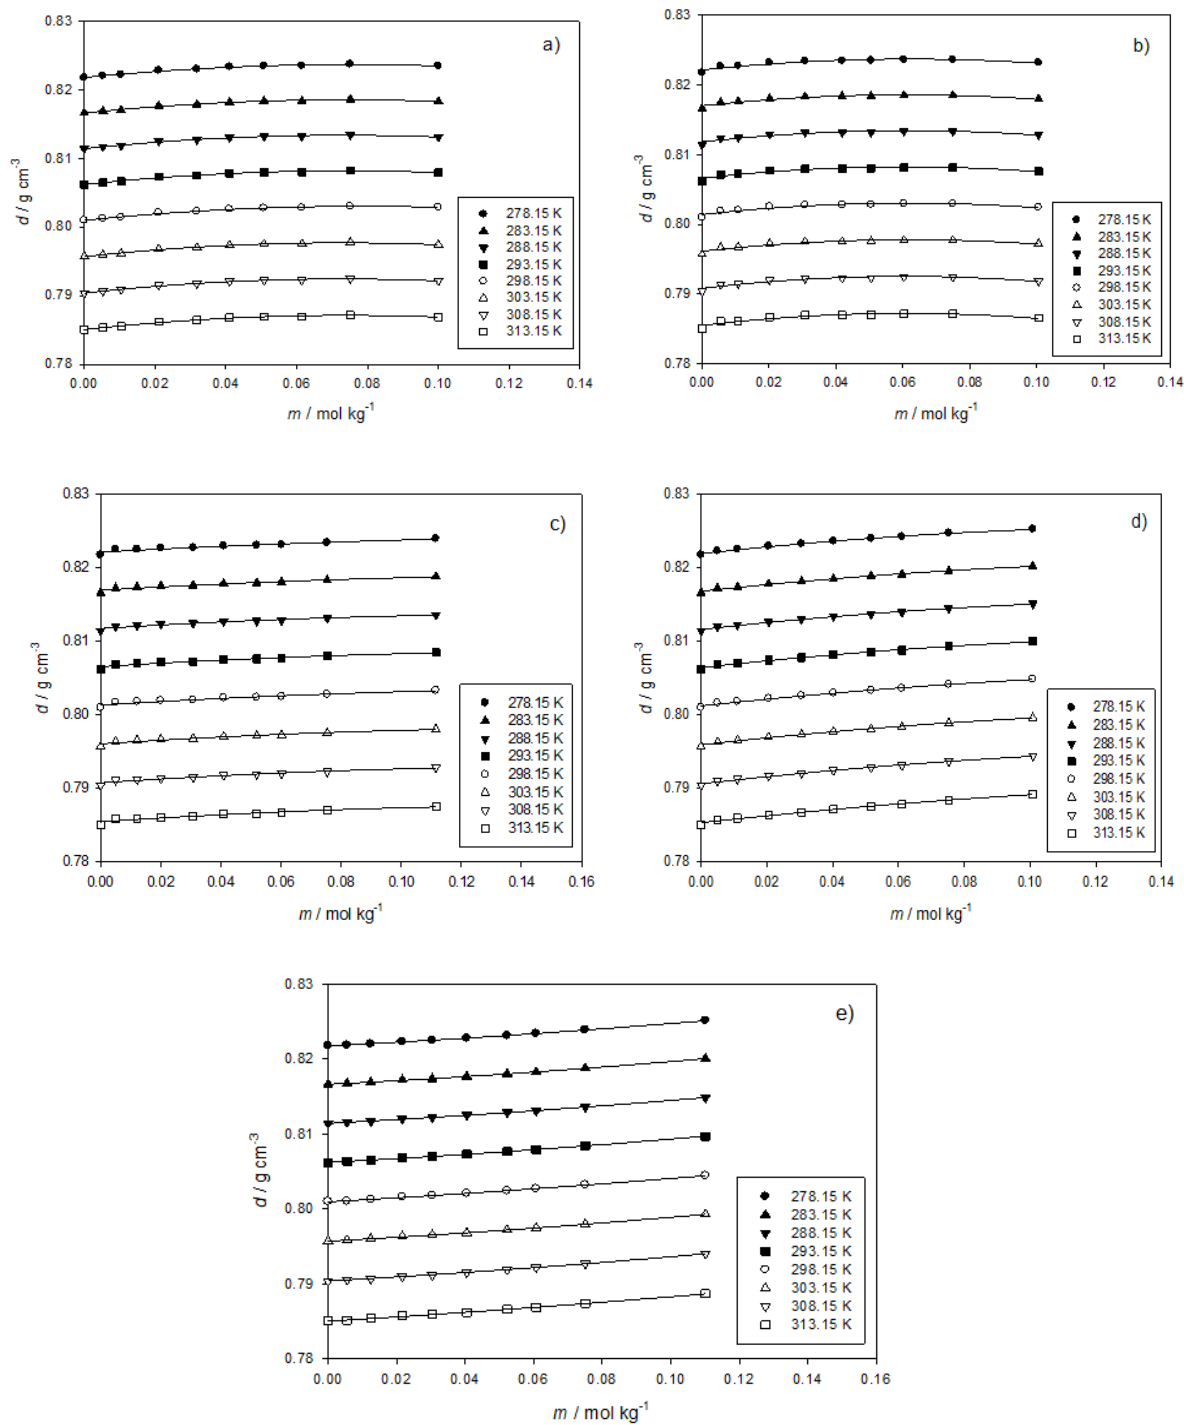 a)
0.83
0.82
0.81
0.80
0.79
0.78
d / g cm-3
278.15 K
283.15 K
288.15 K
293.15 K
298.15 K
303.15 K
308.15 K
313.15 K
0.00 0.02 0.04 0.06 0.08 0.10 0.12 0.14
m / mol kg-1
b)
0.83
0.82
0.81
0.80
0.79
0.78
d / g cm-3
278.15 K
283.15 K
288.15 K
293.15 K
298.15 K
303.15 K
308.15 K
313.15 K
0.00 0.02 0.04 0.06 0.08 0.10 0.12 0.14
m / mol kg-1
c)
0.83
0.82
0.81
0.80
0.79
0.78
d / g cm-3
278.15 K
283.15 K
288.15 K
293.15 K
298.15 K
303.15 K
308.15 K
313.15 K
0.00 0.02 0.04 0.06 0.08 0.10 0.12 0.14 0.16
m / mol kg-1
d)
0.83
0.82
0.81
0.80
0.79
0.78
d / g cm-3
278.15 K
283.15 K
288.15 K
293.15 K
298.15 K
303.15 K
308.15 K
313.15 K
0.00 0.02 0.04 0.06 0.08 0.10 0.12 0.14
m / mol kg-1
e)
0.83
0.82
0.81
0.80
0.79
0.78
d / g cm-3
278.15 K
283.15 K
288.15 K
293.15 K
298.15 K
303.15 K
308.15 K
313.15 K
0.00 0.02 0.04 0.06 0.08 0.10 0.12 0.14 0.16
m / mol kg-1